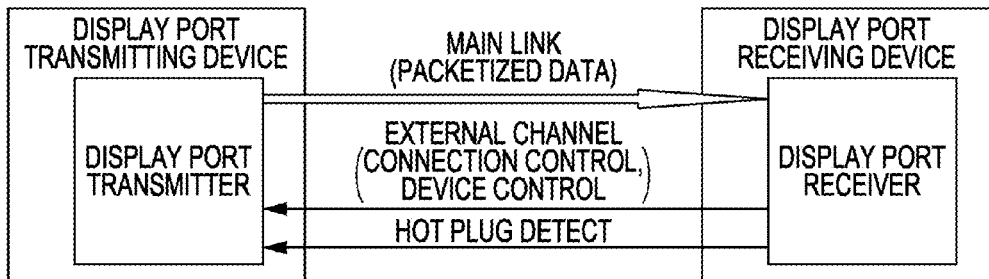 DISPLAY PORT
TRANSMITTING DEVICE
DISPLAY PORT
TRANSMITTER
MAIN LINK
(PACKETIZED DATA)
EXTERNAL CHANNEL
(CONNECTION CONTROL,
DEVICE CONTROL)
HOT PLUG DETECT
DISPLAY PORT
RECEIVING DEVICE
DISPLAY PORT
RECEIVER